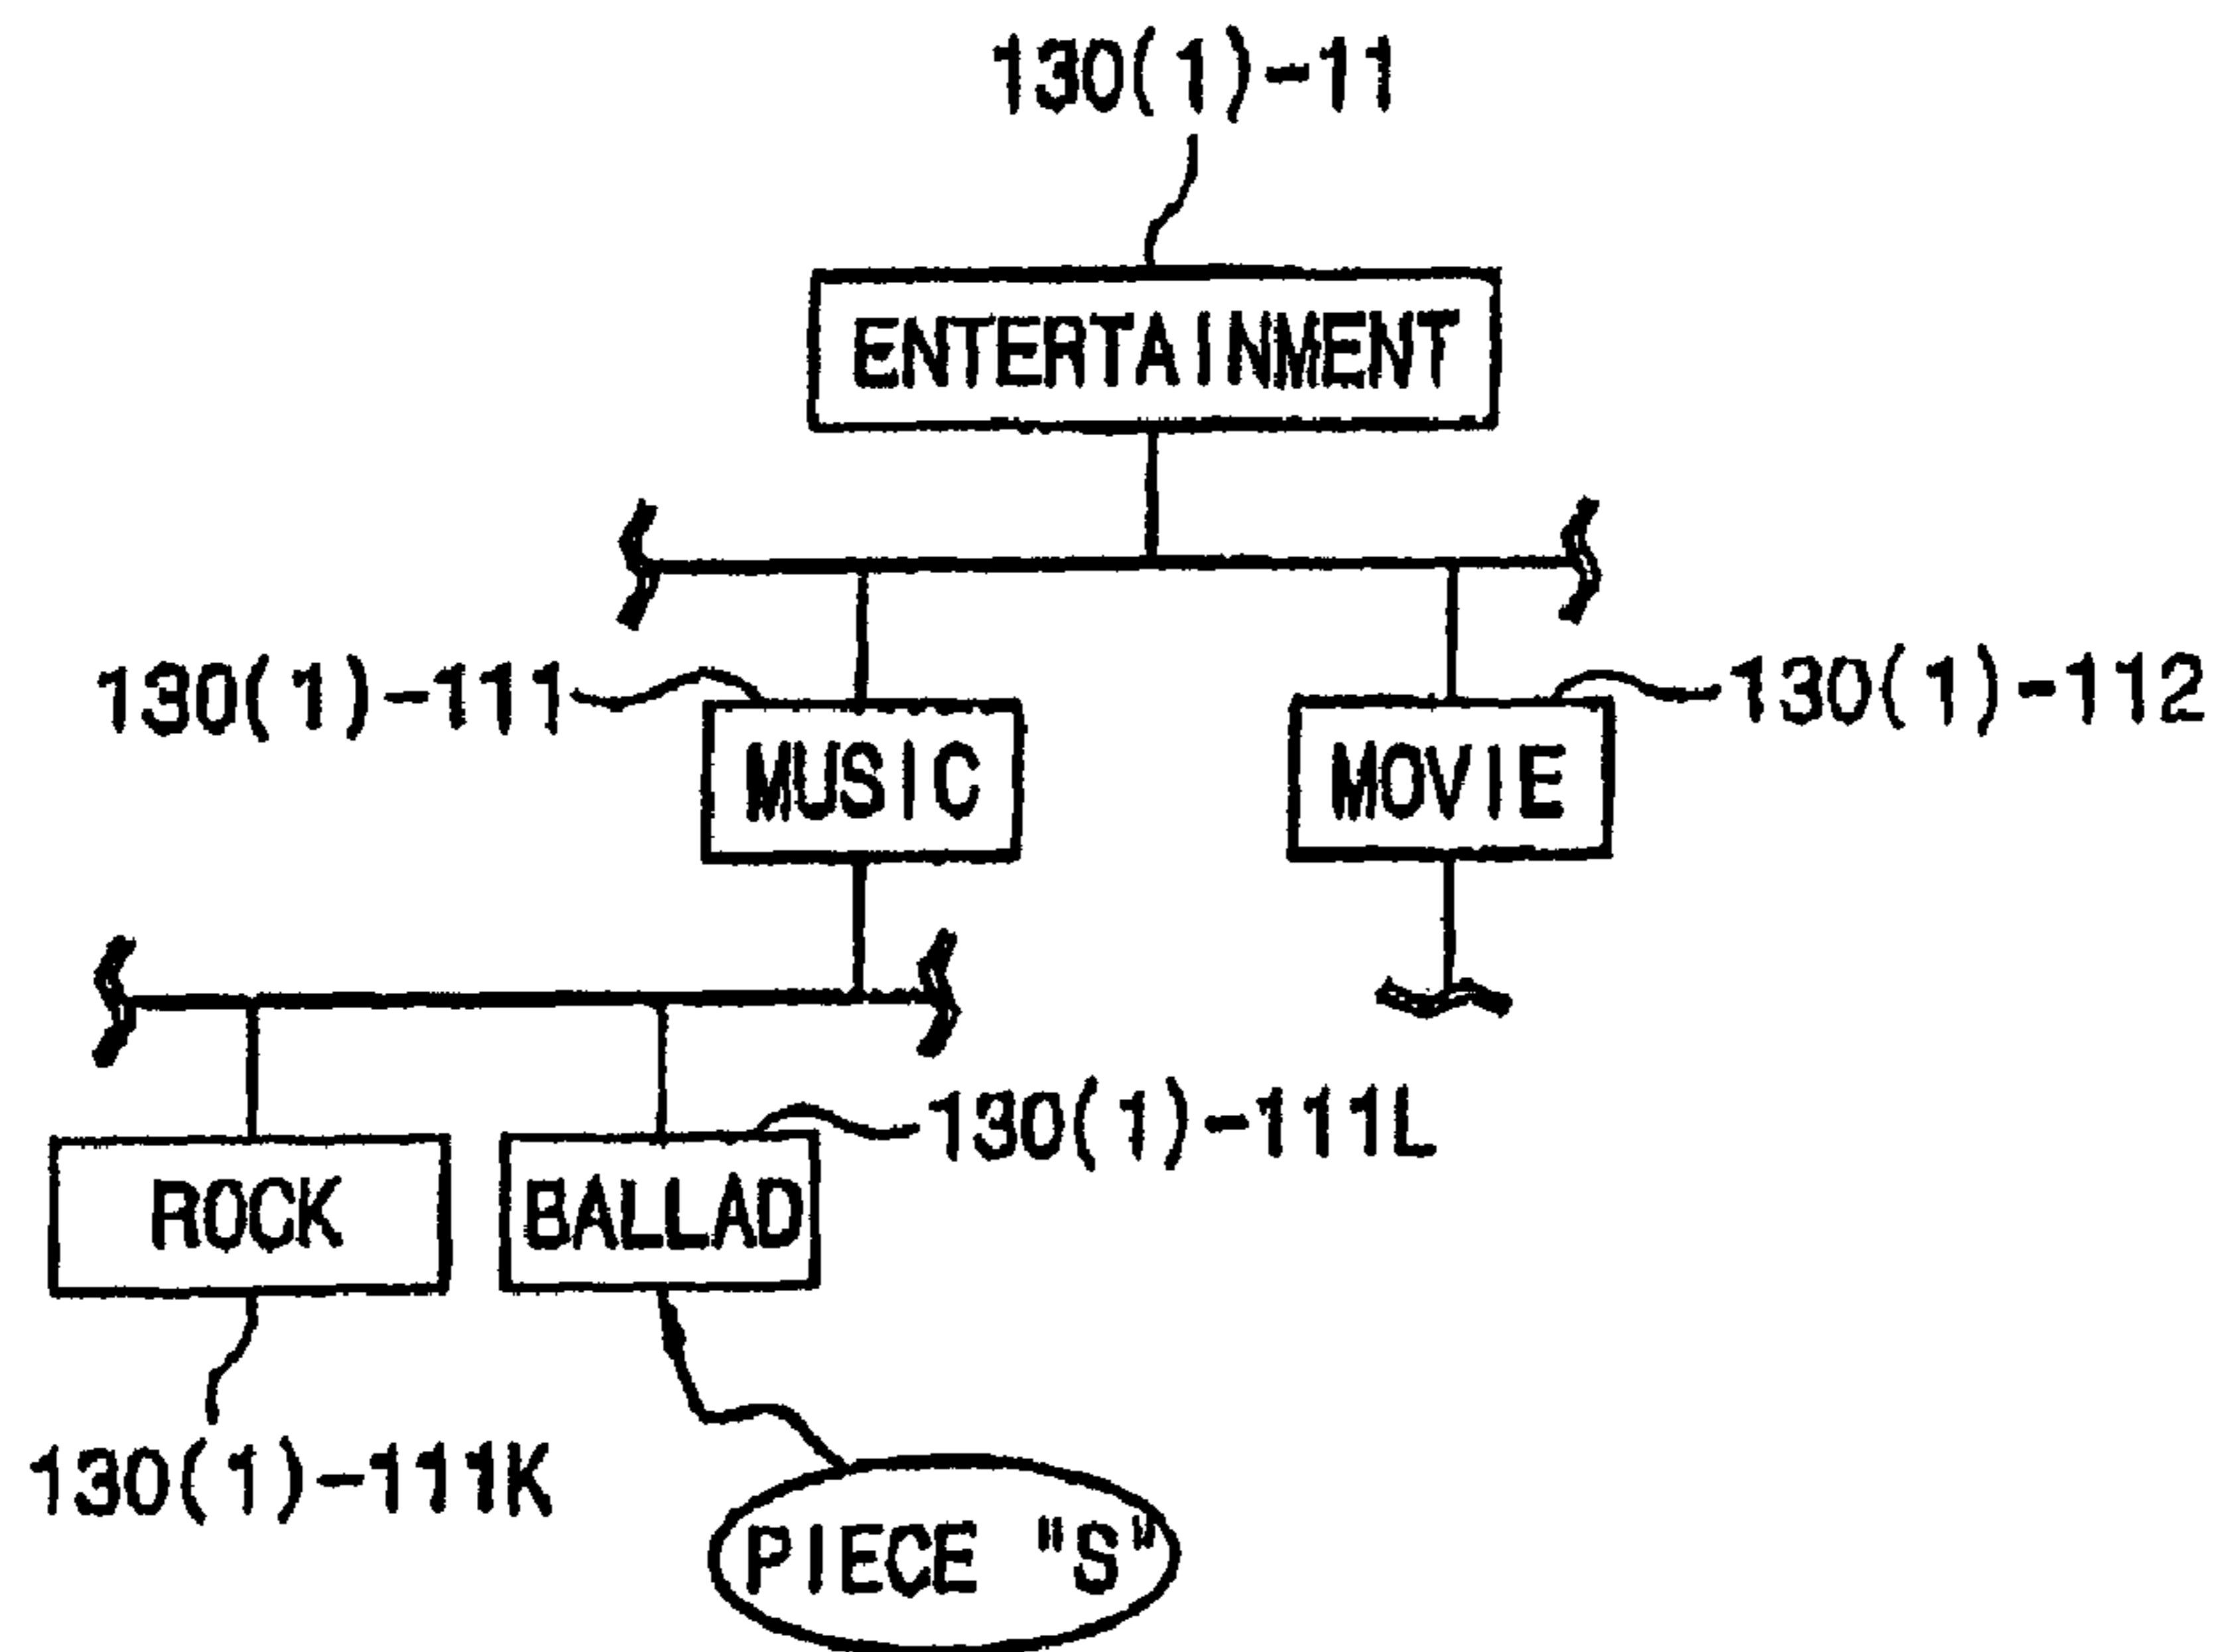 130(1)-11
ENTERTAINMENT
130(1)-111
130(1)-112
MUSIC
MOVIE
130(1)-111L
ROCK
BALLAD
130(1)-111K
PIECE "S"